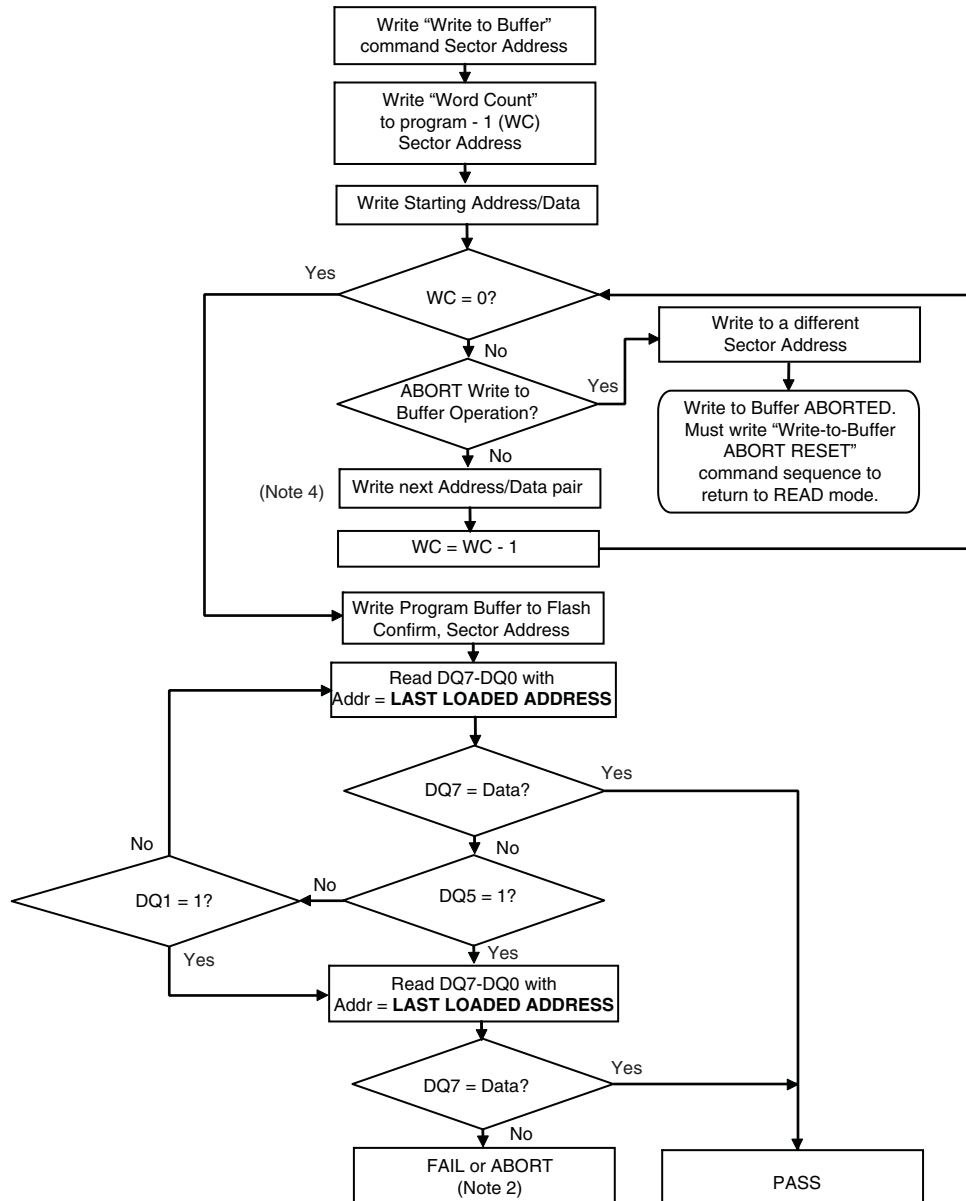 Write “Write to Buffer”
command Sector Address
Write “Word Count”
to program - 1 (WC)
Sector Address
Write Starting Address/Data
Yes
WC = 0?
No
Write to a different
Sector Address
ABORT Write to
Buffer Operation?
Yes
Write to Buffer ABORTED.
Must write “Write-to-Buffer
ABORT RESET”
command sequence to
return to READ mode.
No
(Note 4)
Write next Address/Data pair
WC = WC - 1
Write Program Buffer to Flash
Confirm, Sector Address
Read DQ7-DQ0 with
Addr = LAST LOADED ADDRESS
DQ7 = Data?
Yes
No
No
DQ1 = 1?
No
DQ5 = 1?
Yes
Yes
Read DQ7-DQ0 with
Addr = LAST LOADED ADDRESS
DQ7 = Data?
Yes
No
FAIL or ABORT
(Note 2)
PASS